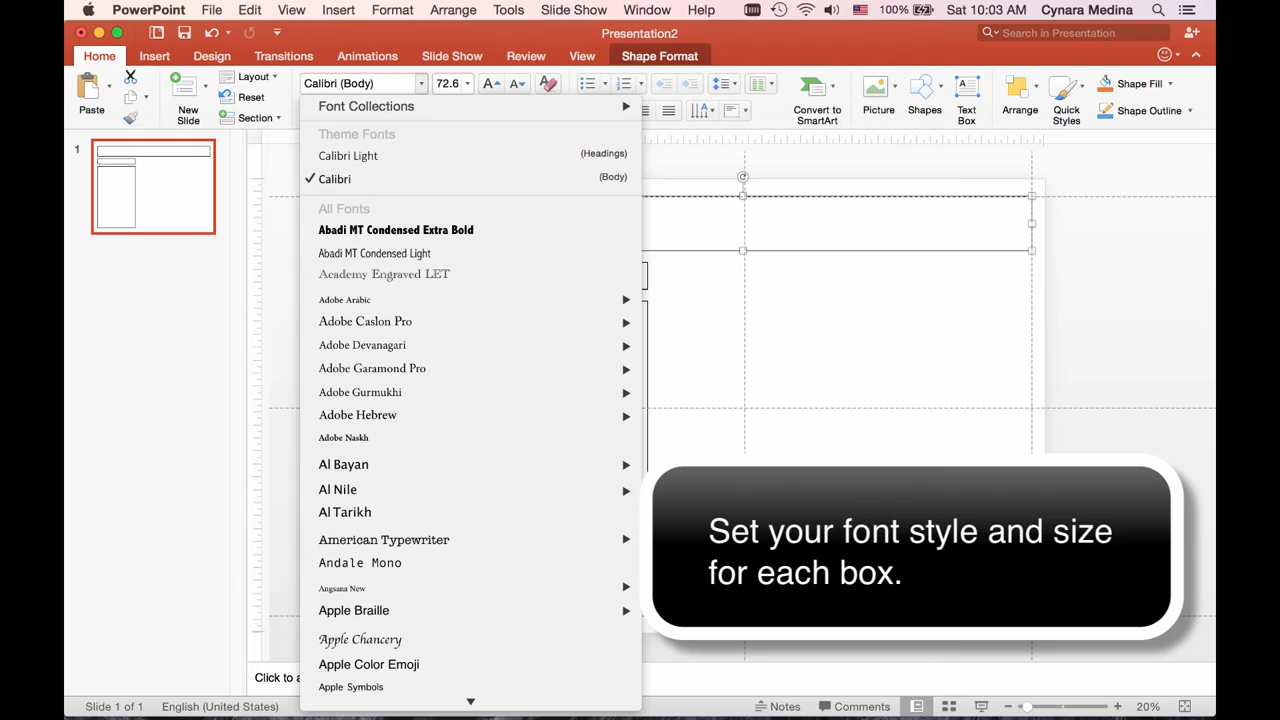 PowerPoint File Edit View Insert Format Arrange Tools Slide Show Window Help 100% Sat 10:03 AM Cynara Medina
Presentation2
Search in Presentation
Home Insert Design Transitions Animations Slide Show Review View Shape Format
Paste
New
Slide
Layout
Reset
Section
Calibri (Body) 72.6
Convert to
SmartArt
Picture
Shapes
Text
Box
Arrange
Quick
Styles
Shape Fill
Shape Outline
1
Font Collections
Theme Fonts
Calibri Light (Headings)
Calibri (Body)
All Fonts
Abadi MT Condensed Extra Bold
Abadi MT Condensed Light
Academy Engraved LET
Adobe Arabic
Adobe Caslon Pro
Adobe Devanagari
Adobe Garamond Pro
Adobe Gurmukhi
Adobe Hebrew
Adobe Naskh
Al Bayan
Al Nile
Al Tarikh
American Typewriter
Andale Mono
Angsana New
Apple Braille
Apple Chancery
Apple Color Emoji
Apple Symbols
Set your font style and size
for each box.
Click to a
Slide 1 of 1 English (United States) Notes Comments 20%